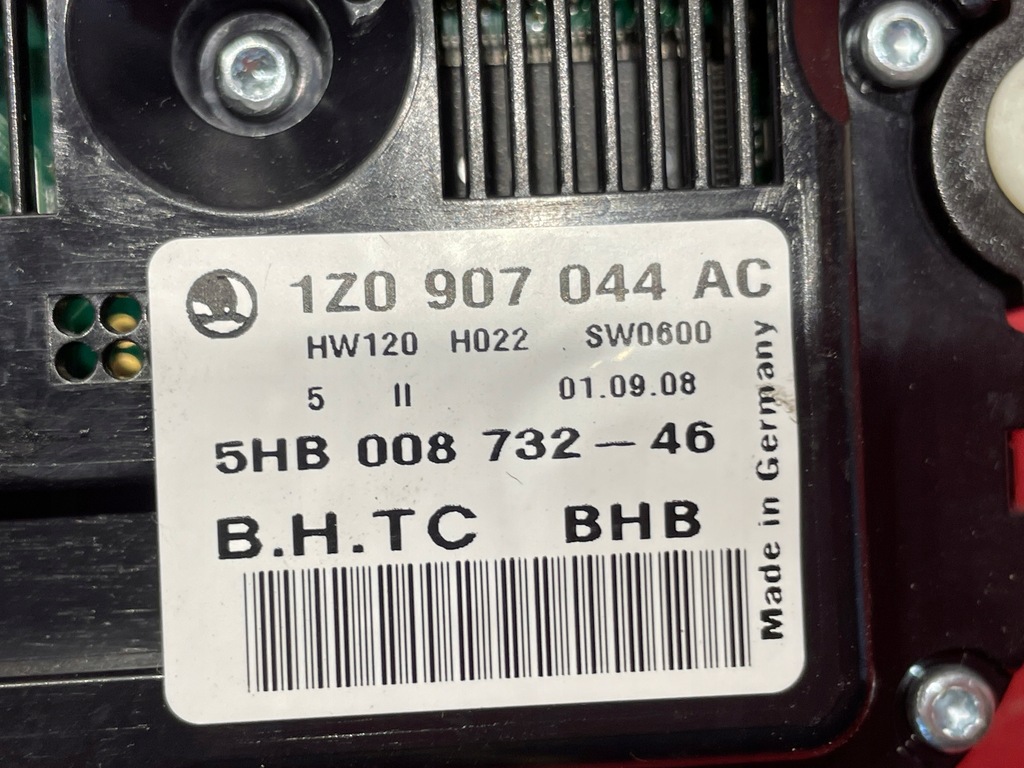 1Z0 907 044 AC
HW120 H022 SW0600
5 II 01.09.08
5HB 008 732 – 46
B.H.TC BHB
Made in Germany